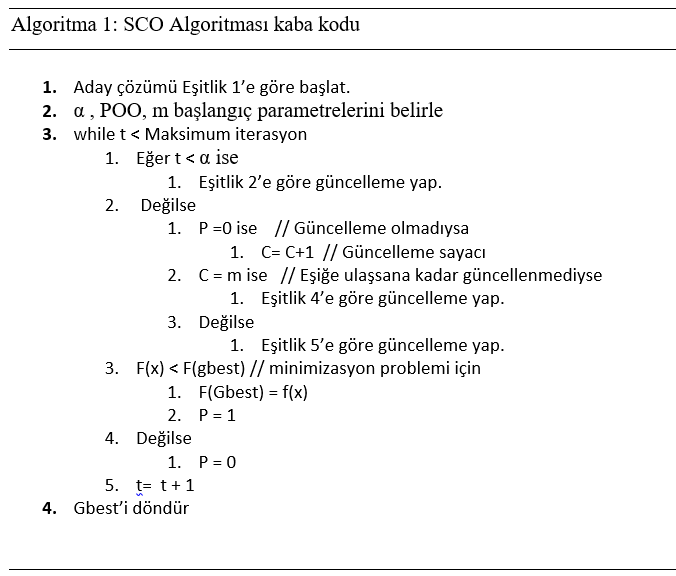 Algoritma 1: SCO Algoritması kaba kodu
1. Aday çözümü Eşitlik 1’e göre başlat.
2. α , POO, m başlangıç parametrelerini belirle
3. while t < Maksimum iterasyon
1. Eğer t < α ise
1. Eşitlik 2’e göre güncelleme yap.
2. Değilse
1. P =0 ise // Güncelleme olmadıysa
1. C= C+1 // Güncelleme sayacı
2. C = m ise // Eşiğe ulaşsana kadar güncellenmediyse
1. Eşitlik 4’e göre güncelleme yap.
3. Değilse
1. Eşitlik 5’e göre güncelleme yap.
3. F(x) < F(gbest) // minimizasyon problemi için
1. F(Gbest) = f(x)
2. P = 1
4. Değilse
1. P = 0
5. t= t + 1
4. Gbest’i döndür